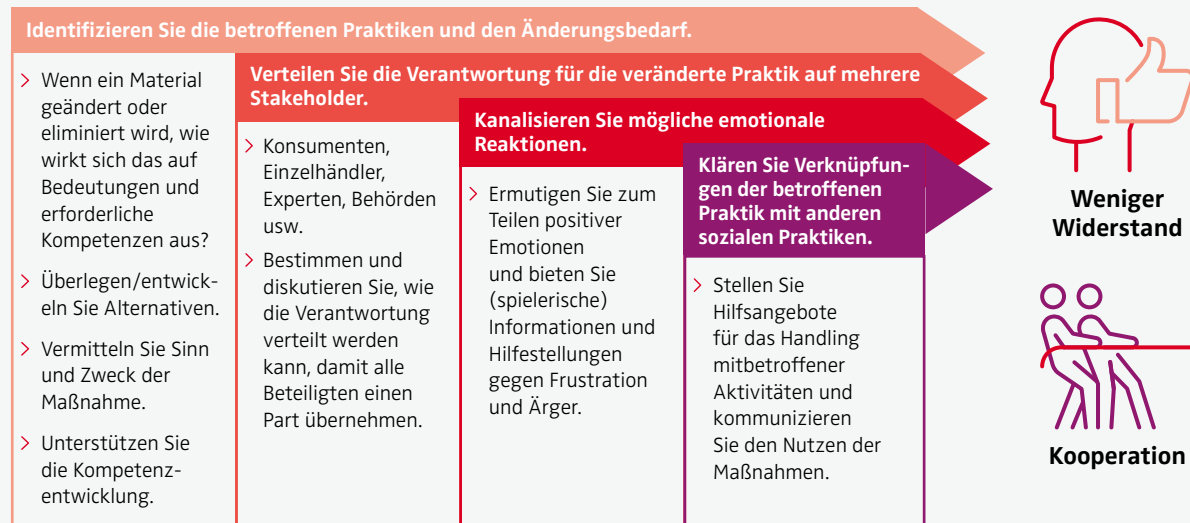 Identifizieren Sie die betroffenen Praktiken und den Änderungsbedarf.
> Wenn ein Material
geändert oder
eliminiert wird, wie
wirkt sich das auf
Bedeutungen und
erforderliche
Kompetenzen aus?
> Überlegen/entwick-
eln Sie Alternativen.
> Vermitteln Sie Sinn
und Zweck der
Maßnahme.
> Unterstützen Sie
die Kompetenz-
entwicklung.
Verteilen Sie die Verantwortung für die veränderte Praktik auf mehrere
Stakeholder.
> Konsumenten,
Einzelhändler,
Experten, Behörden
usw.
> Bestimmen und
diskutieren Sie, wie
die Verantwortung
verteilt werden
kann, damit alle
Beteiligten einen
Part übernehmen.
Kanalisieren Sie mögliche emotionale
Reaktionen.
> Ermutigen Sie zum
Teilen positiver
Emotionen
und bieten Sie
(spielerische)
Informationen und
Hilfestellungen
gegen Frustration
und Ärger.
Klären Sie Verknüpfun-
gen der betroffenen
Praktik mit anderen
sozialen Praktiken.
> Stellen Sie
Hilfsangebote
für das Handling
mitbetroffener
Aktivitäten und
kommunizieren
Sie den Nutzen der
Maßnahmen.
Weniger
Widerstand
Kooperation